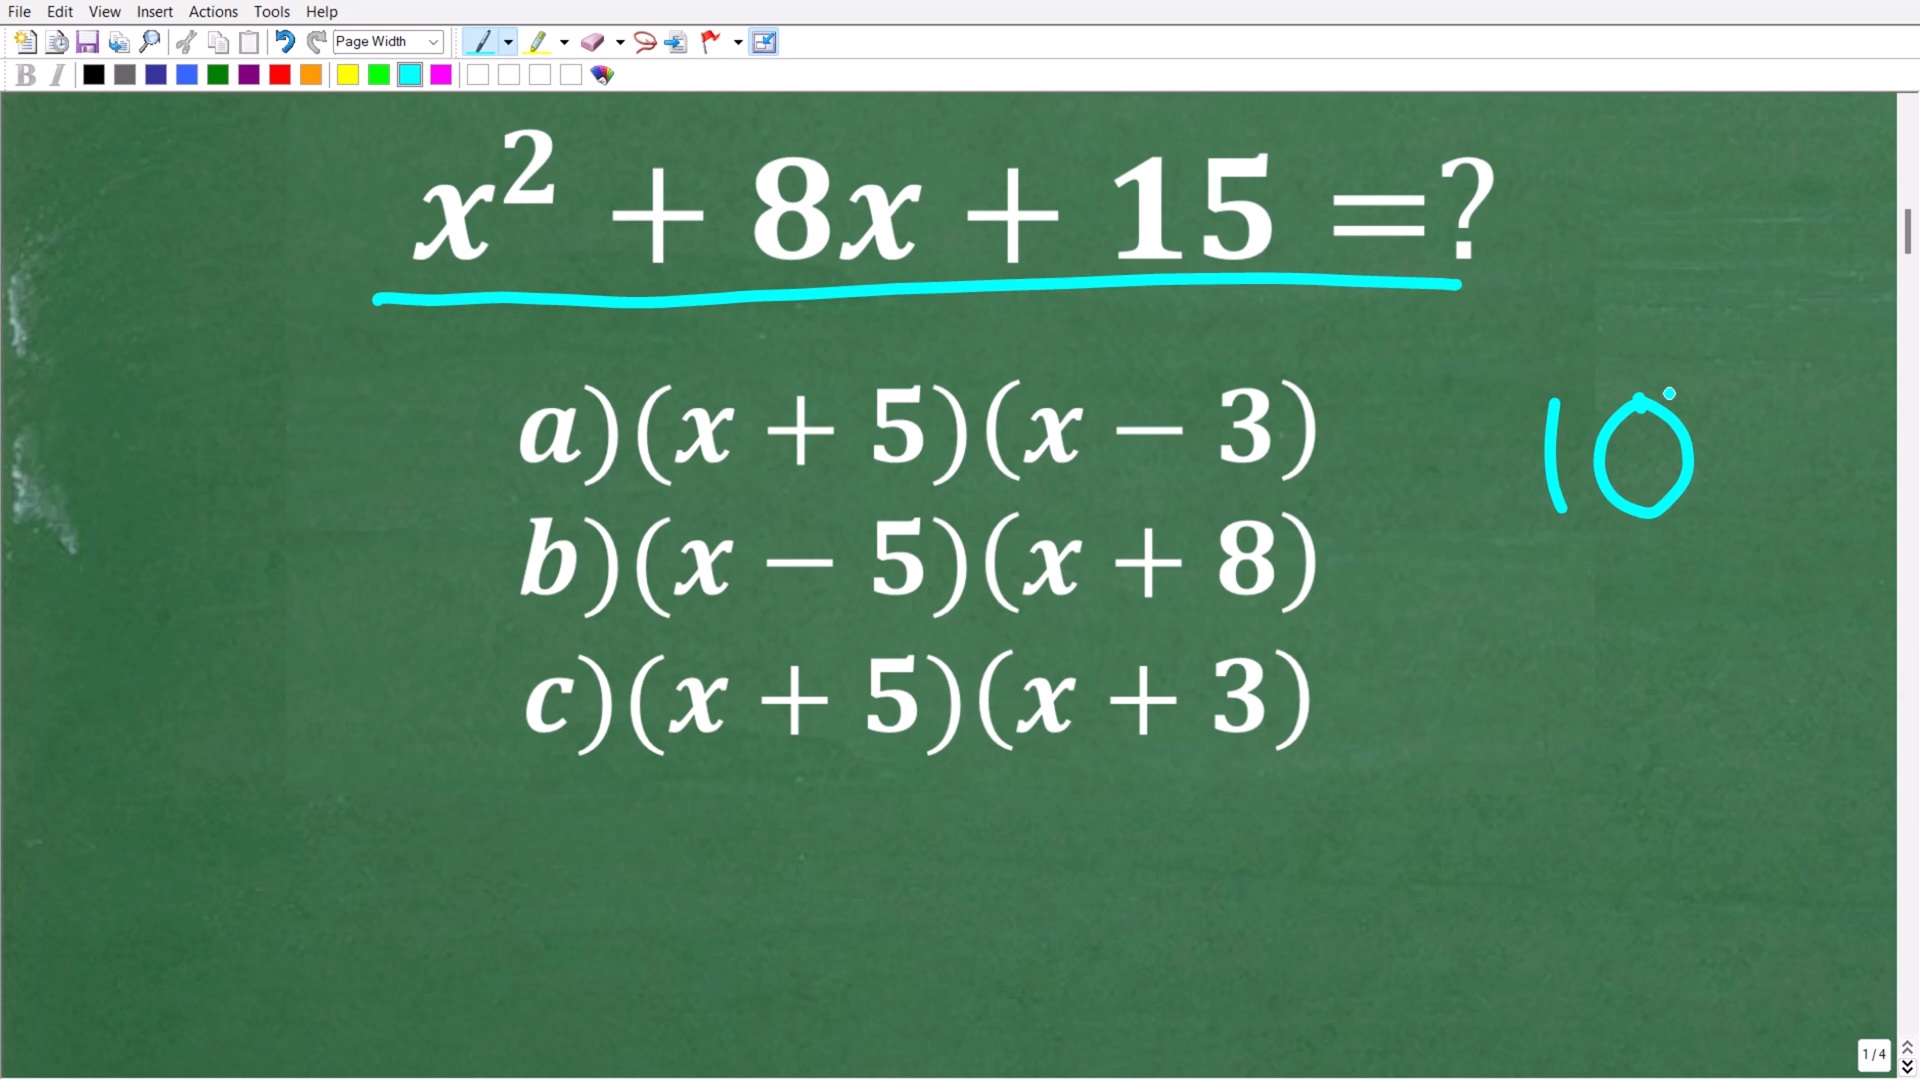 File Edit View Insert Actions Tools Help
Page Width
B I
x² + 8x + 15 =?
a)(x + 5)(x − 3)
10
b)(x − 5)(x + 8)
c)(x + 5)(x + 3)
1 / 4